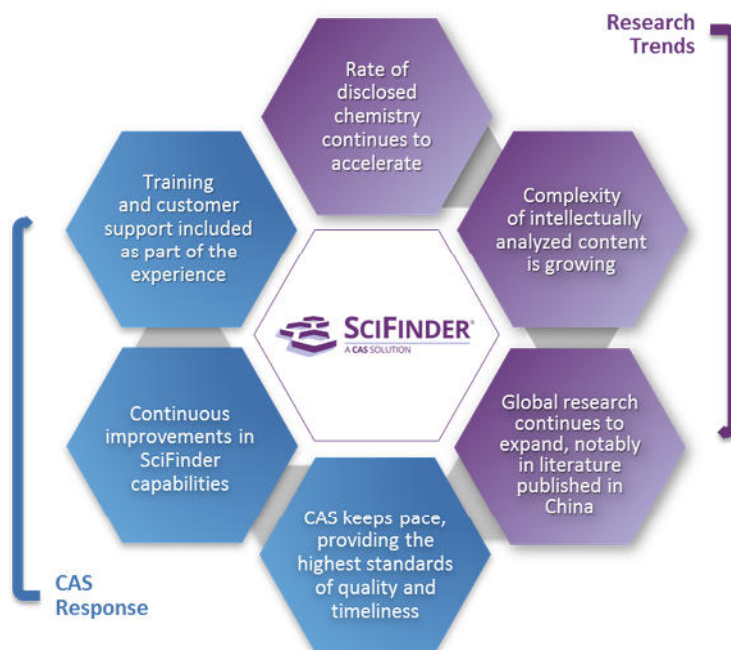 Research
Trends
Rate of
disclosed
chemistry
continues to
accelerate
Training
and customer
support included
as part of the
experience
Complexity
of intellectually
analyzed content
is growing
SCIFINDER®
A CAS SOLUTION
Continuous
improvements in
SciFinder
capabilities
Global research
continues to
expand, notably
in literature
published in
China
CAS keeps pace,
providing the
highest standards
of quality and
timeliness
CAS
Response